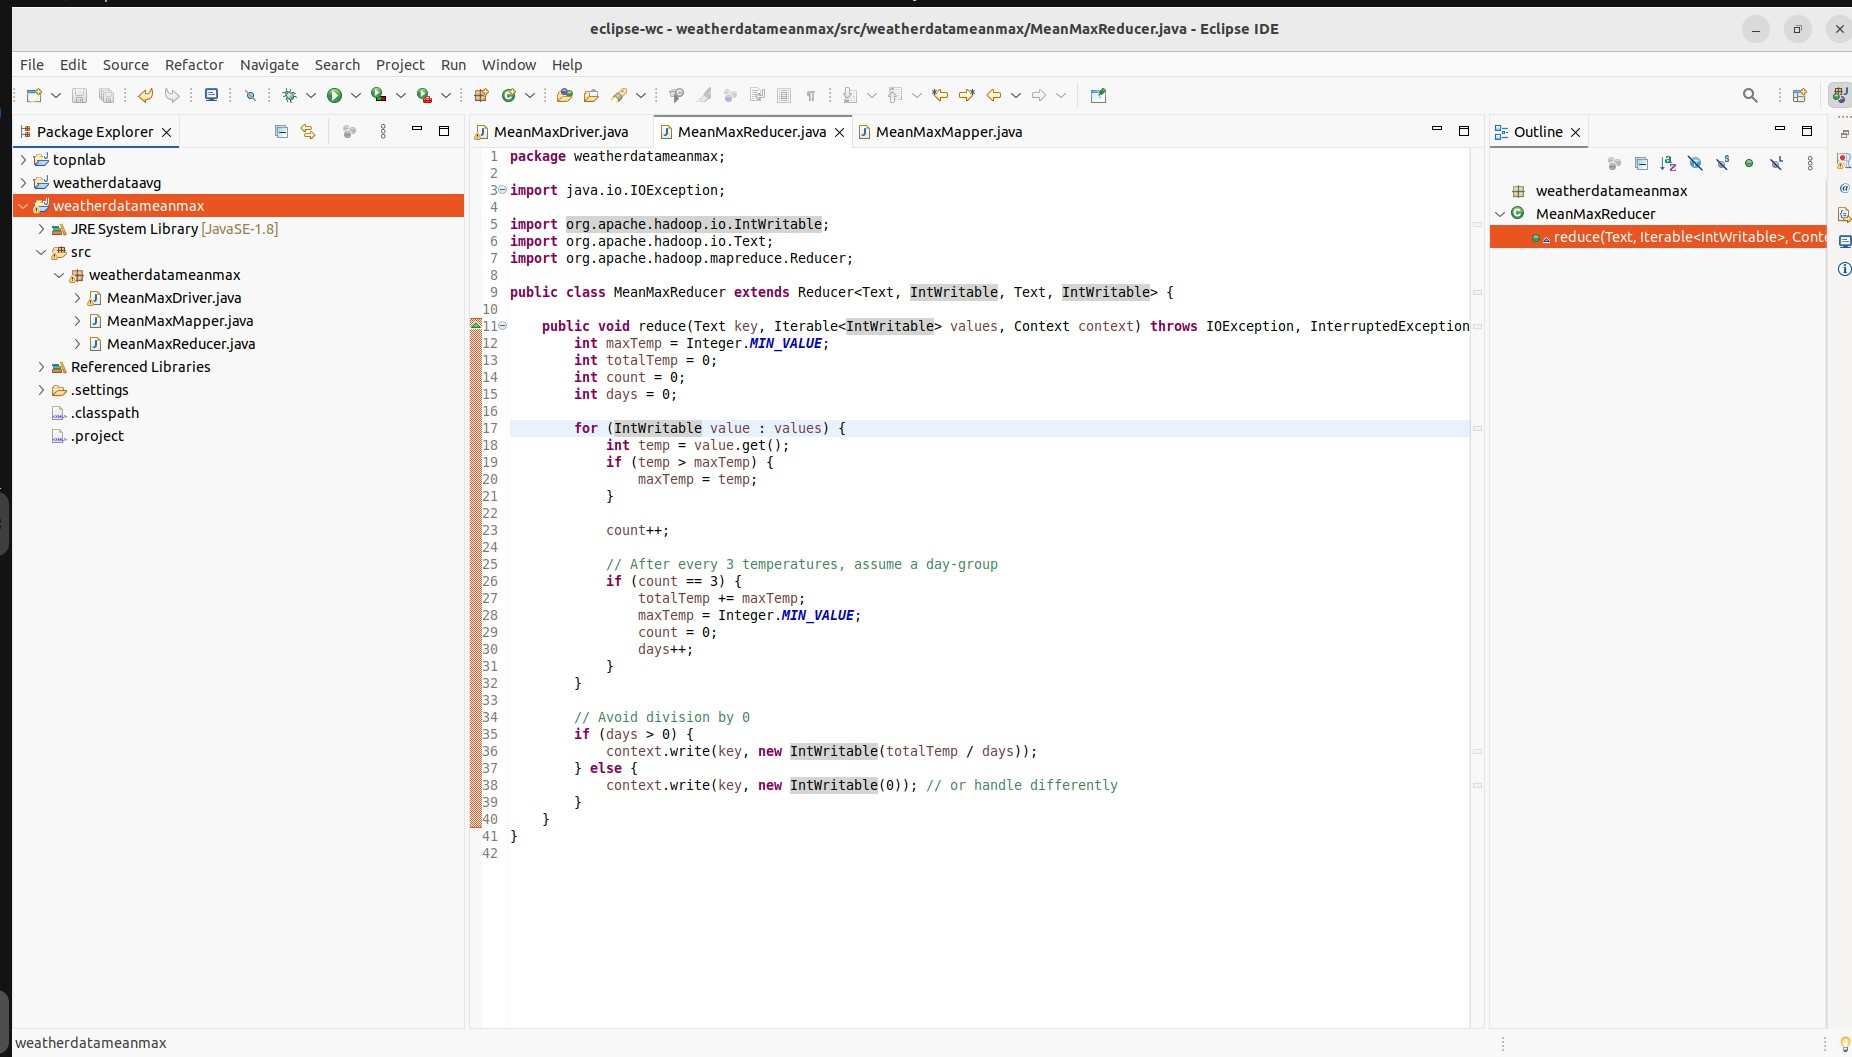 eclipse-wc - weatherdatameanmax/src/weatherdatameanmax/MeanMaxReducer.java - Eclipse IDE
File Edit Source Refactor Navigate Search Project Run Window Help
Package Explorer
topnlab
weatherdataavg
weatherdatameanmax
JRE System Library [JavaSE-1.8]
src
weatherdatameanmax
MeanMaxDriver.java
MeanMaxMapper.java
MeanMaxReducer.java
Referenced Libraries
.settings
.classpath
.project
MeanMaxDriver.java MeanMaxReducer.java MeanMaxMapper.java
1 package weatherdatameanmax;
2
3 import java.io.IOException;
4
5 import org.apache.hadoop.io.IntWritable;
6 import org.apache.hadoop.io.Text;
7 import org.apache.hadoop.mapreduce.Reducer;
8
9 public class MeanMaxReducer extends Reducer<Text, IntWritable, Text, IntWritable> {
10
11     public void reduce(Text key, Iterable<IntWritable> values, Context context) throws IOException, InterruptedException
12         int maxTemp = Integer.MIN_VALUE;
13         int totalTemp = 0;
14         int count = 0;
15         int days = 0;
16
17         for (IntWritable value : values) {
18             int temp = value.get();
19             if (temp > maxTemp) {
20                 maxTemp = temp;
21             }
22
23             count++;
24
25             // After every 3 temperatures, assume a day-group
26             if (count == 3) {
27                 totalTemp += maxTemp;
28                 maxTemp = Integer.MIN_VALUE;
29                 count = 0;
30                 days++;
31             }
32         }
33
34         // Avoid division by 0
35         if (days > 0) {
36             context.write(key, new IntWritable(totalTemp / days));
37         } else {
38             context.write(key, new IntWritable(0)); // or handle differently
39         }
40     }
41 }
42
Outline
weatherdatameanmax
MeanMaxReducer
reduce(Text, Iterable<IntWritable>, Conte
weatherdatameanmax